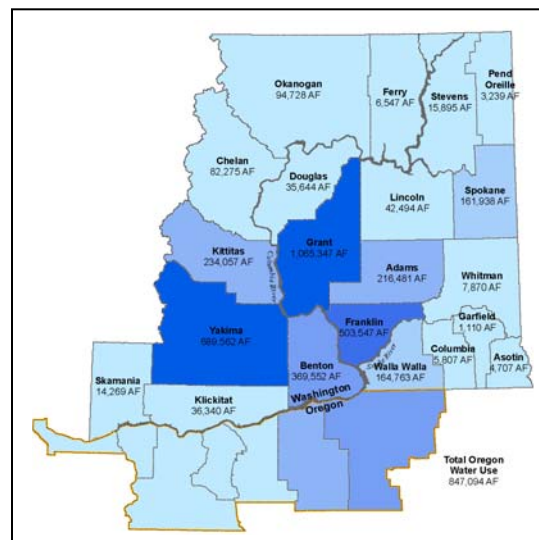 Okanogan
94,728 AF
Ferry
6,547 AF
Stevens
15,895 AF
Pend
Oreille
3,239 AF
Chelan
82,275 AF
Douglas
35,644 AF
Lincoln
42,494 AF
Spokane
161,938 AF
Kittitas
234,057 AF
Columbia River
Grant
1,065,347 AF
Adams
216,481 AF
Whitman
7,870 AF
Yakima
689,562 AF
Benton
369,552 AF
Franklin
503,547 AF
Snake River
Walla Walla
164,763 AF
Garfield
1,110 AF
Columbia
5,807 AF
Asotin
4,707 AF
Skamania
14,269 AF
Klickitat
36,340 AF
Washington
Oregon
Total Oregon
Water Use
847,094 AF